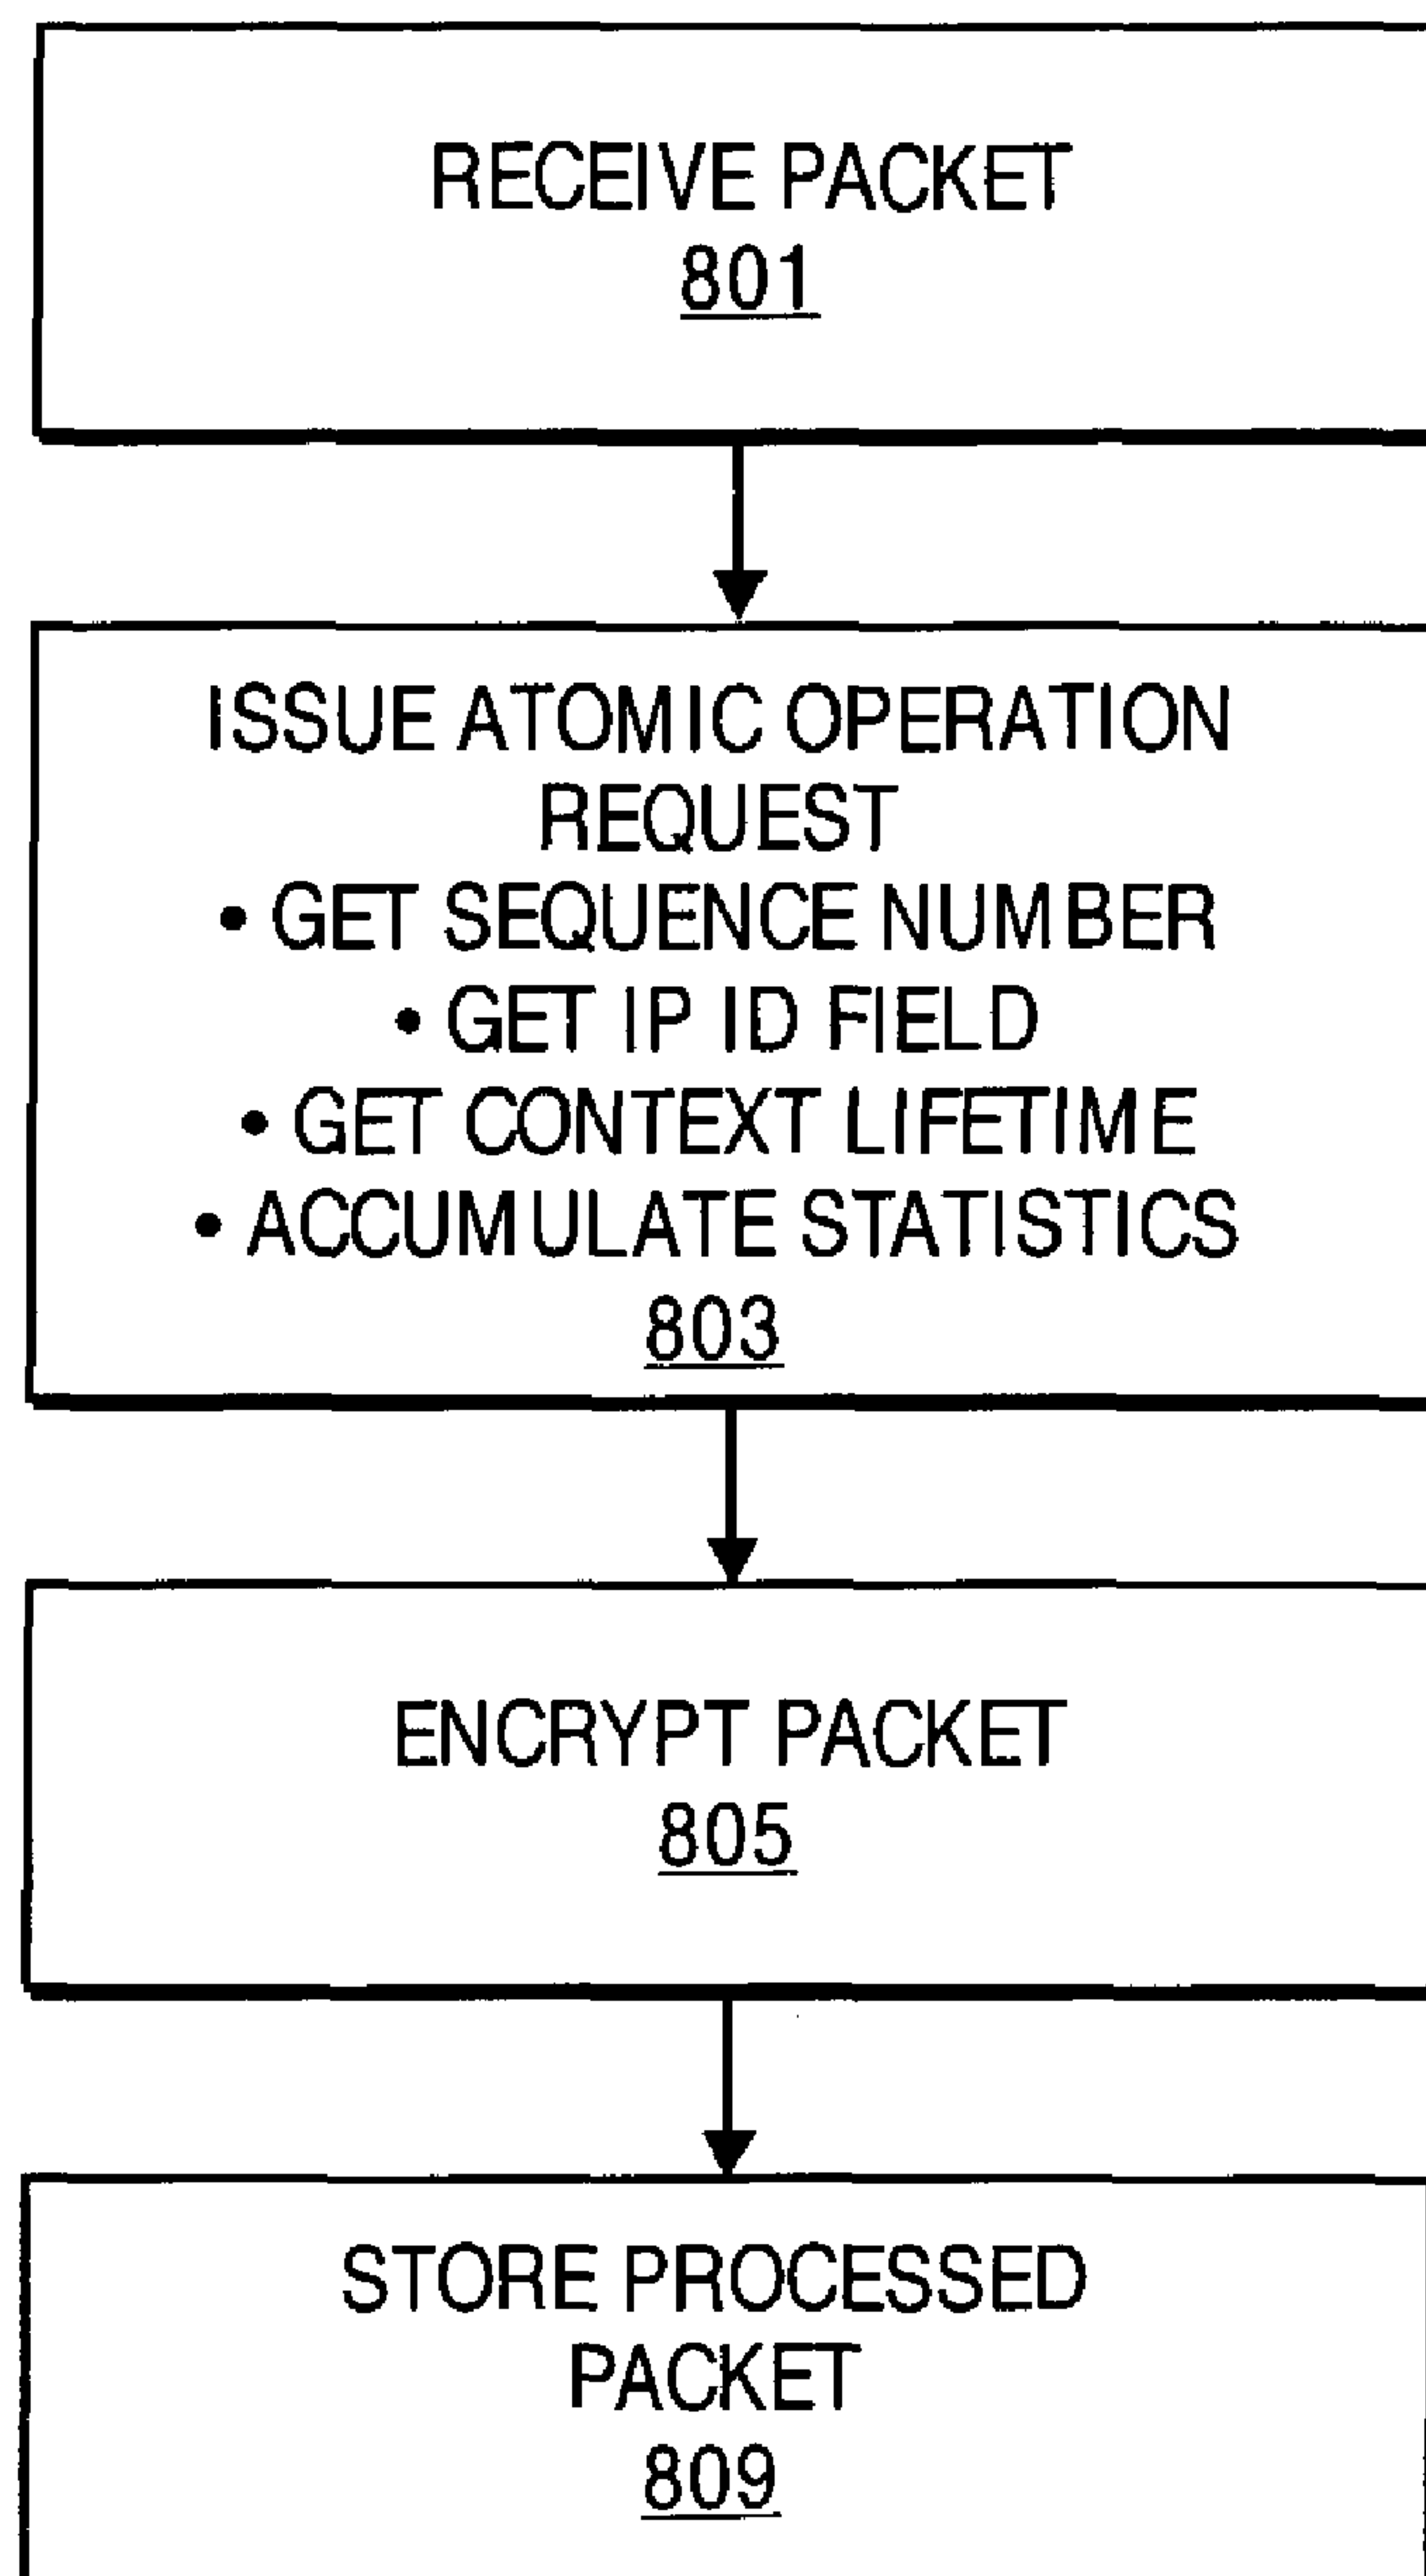 RECEIVE PACKET
801
ISSUE ATOMIC OPERATION
REQUEST
• GET SEQUENCE NUMBER
• GET IP ID FIELD
• GET CONTEXT LIFETIME
• ACCUMULATE STATISTICS
803
ENCRYPT PACKET
805
STORE PROCESSED
PACKET
809